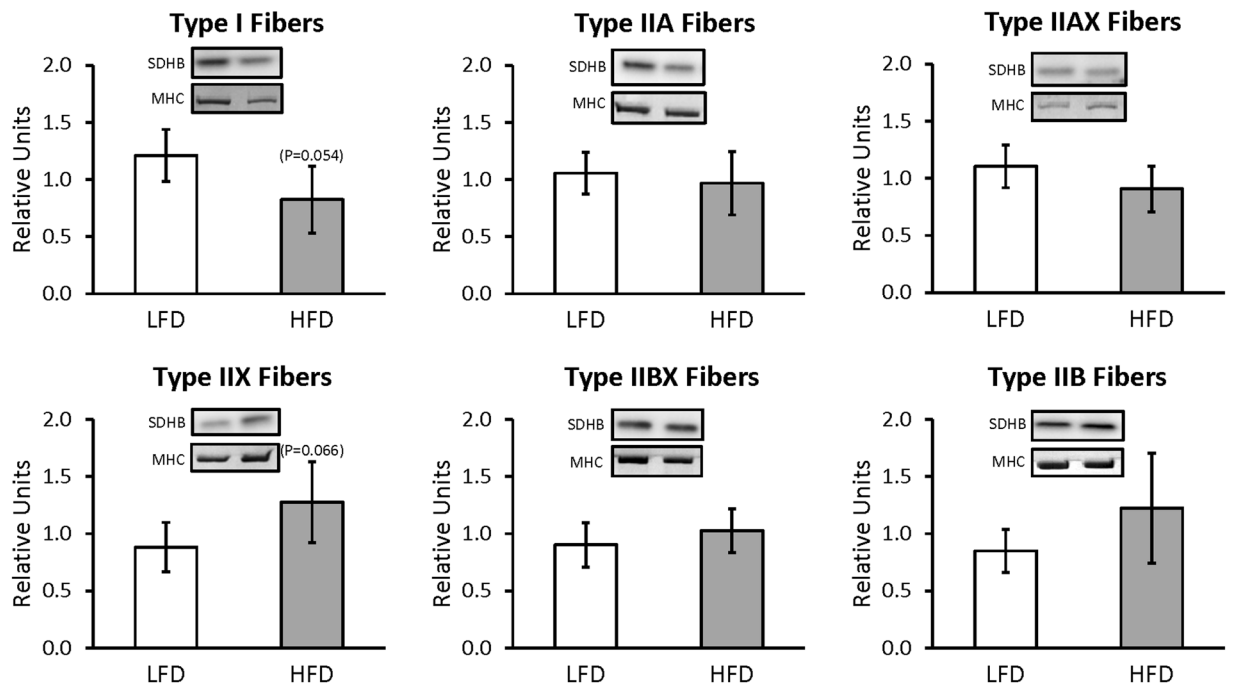 Type I Fibers
SDHB
MHC
Relative Units
2.0
1.5
1.0
0.5
0.0
(P=0.054)
LFD
HFD
Type IIA Fibers
SDHB
MHC
Relative Units
2.0
1.5
1.0
0.5
0.0
LFD
HFD
Type IIAX Fibers
SDHB
MHC
Relative Units
2.0
1.5
1.0
0.5
0.0
LFD
HFD
Type IIX Fibers
SDHB
MHC
Relative Units
2.0
1.5
1.0
0.5
0.0
(P=0.066)
LFD
HFD
Type IIBX Fibers
SDHB
MHC
Relative Units
2.0
1.5
1.0
0.5
0.0
LFD
HFD
Type IIB Fibers
SDHB
MHC
Relative Units
2.0
1.5
1.0
0.5
0.0
LFD
HFD